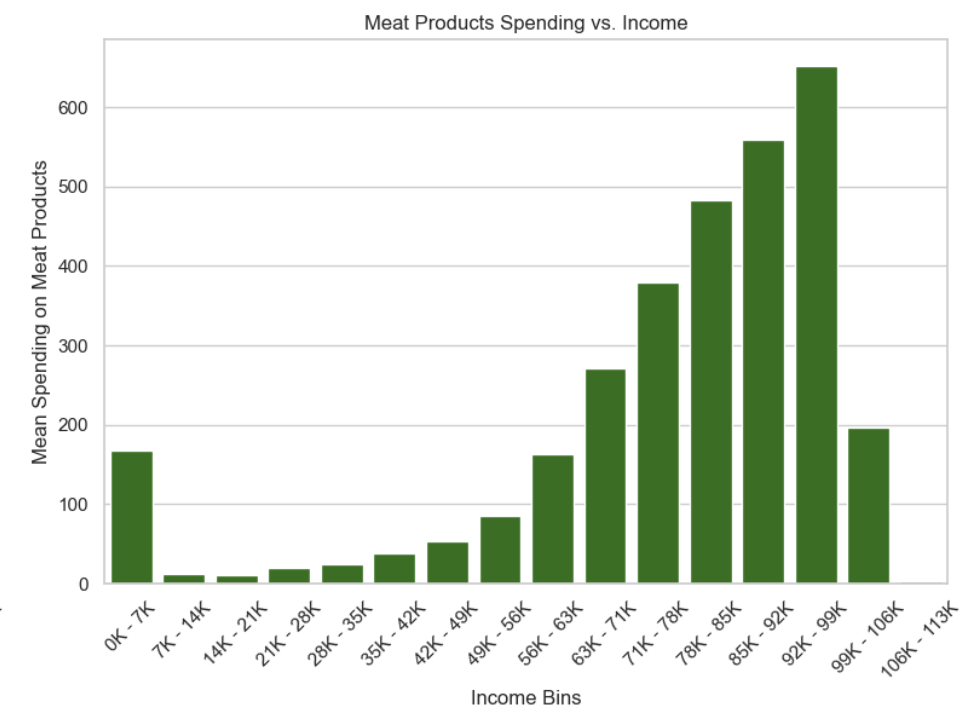 Meat Products Spending vs. Income
Mean Spending on Meat Products
600
500
400
300
200
100
0
0K - 7K
7K - 14K
14K - 21K
21K - 28K
28K - 35K
35K - 42K
42K - 49K
49K - 56K
56K - 63K
63K - 71K
71K - 78K
78K - 85K
85K - 92K
92K - 99K
99K - 106K
106K - 113K
Income Bins